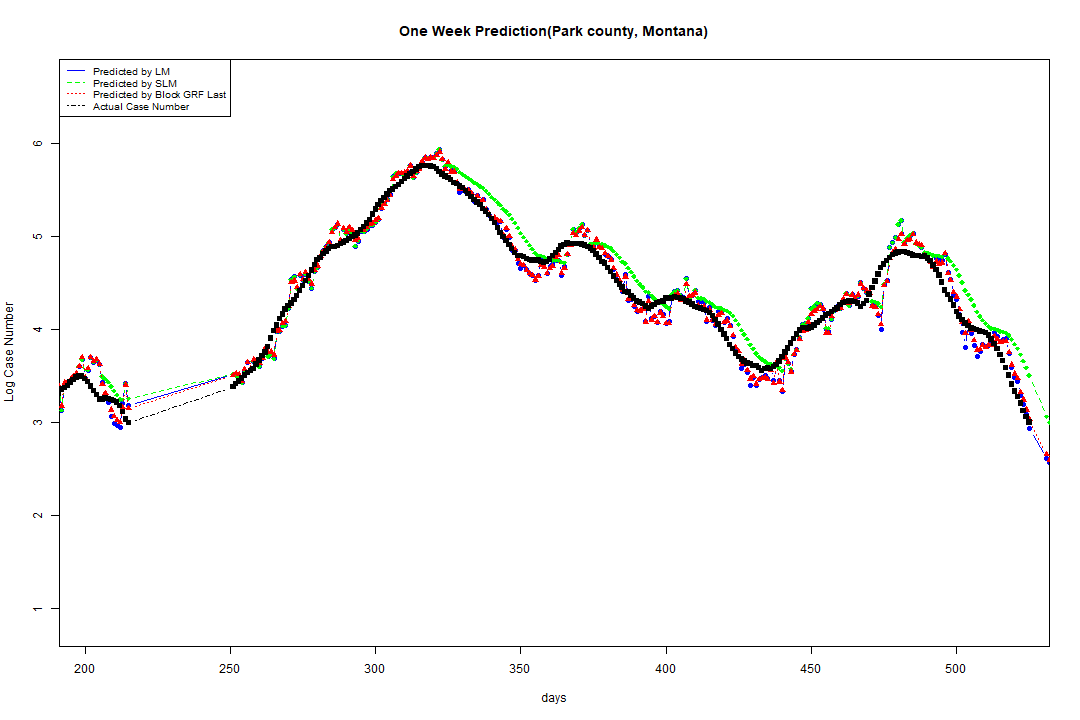 One Week Prediction(Park county, Montana)
Predicted by LM
Predicted by SLM
Predicted by Block GRF Last
Actual Case Number
Log Case Number
6
5
4
3
2
1
200 250 300 350 400 450 500
days